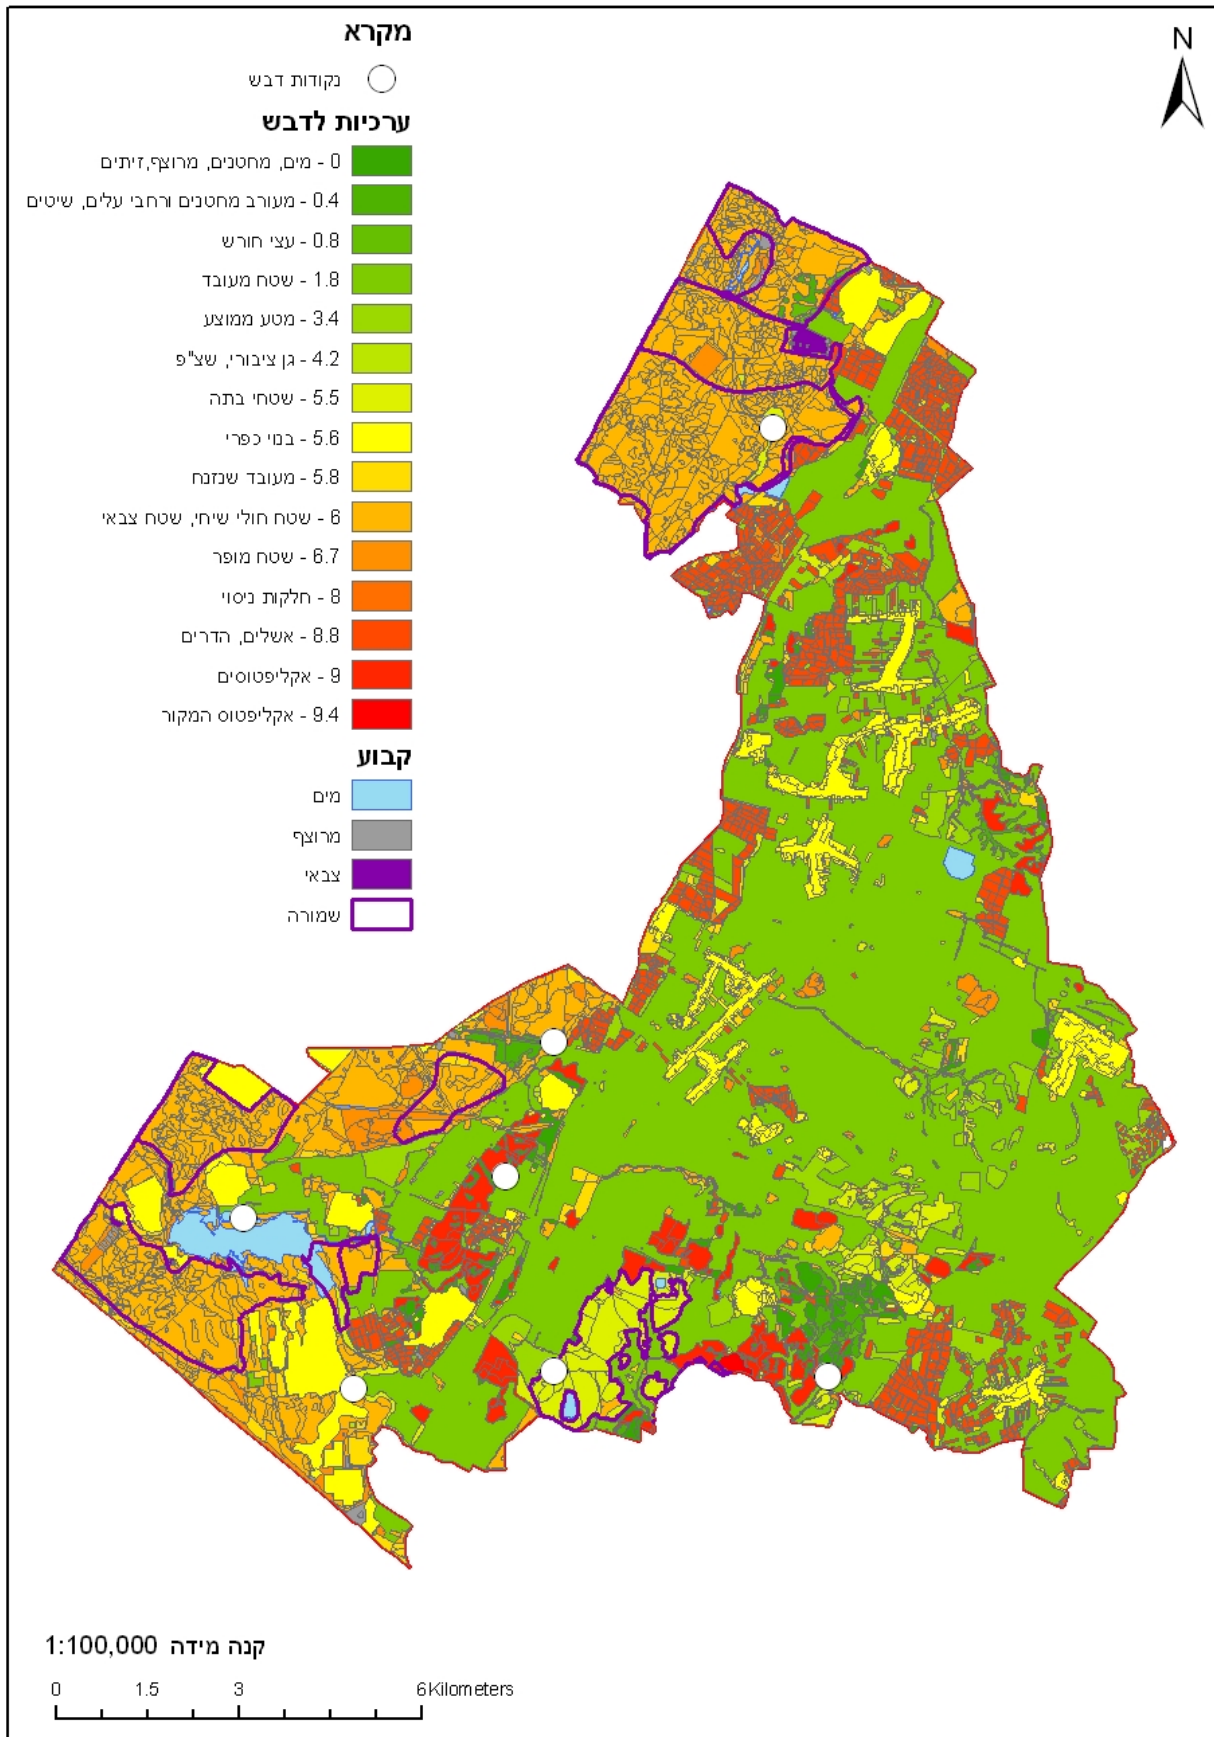 מקרא
נקודות דבש
ערכיות לדבש
0 - מים, מחטנים, מרוצף,זיתים
0.4 - מעורב מחטנים ורחבי עלים, שיטים
0.8 - עצי חורש
1.8 - שטח מעובד
3.4 - מטע ממוצע
4.2 - גן ציבורי, שצ"פ
5.5 - שטחי בתה
5.6 - בנוי כפרי
5.8 - מעובד שנזנח
6 - שטח חולי שיחי, שטח צבאי
6.7 - שטח מופר
8 - חלקות ניסוי
8.8 - אשלים, הדרים
9 - אקליפטוסים
9.4 - אקליפטוס המקור
קבוע
מים
מרוצף
צבאי
שמורה
N
קנה מידה 1:100,000
0 1.5 3 6 Kilometers